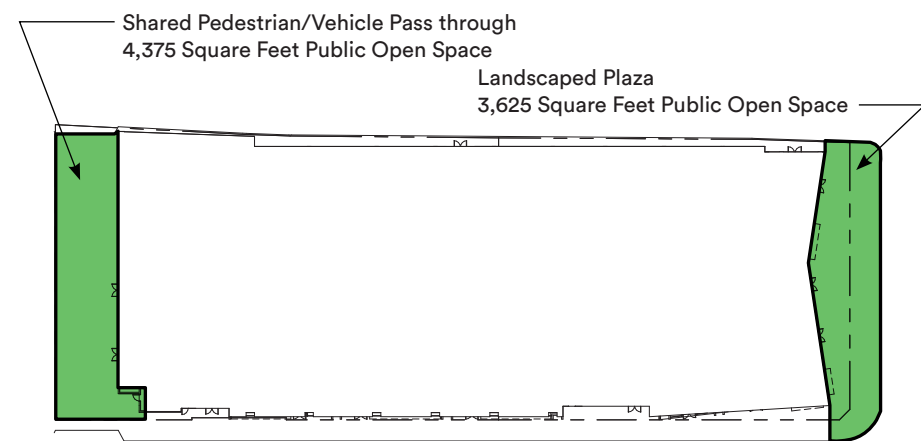 Shared Pedestrian/Vehicle Pass through
4,375 Square Feet Public Open Space
Landscaped Plaza
3,625 Square Feet Public Open Space